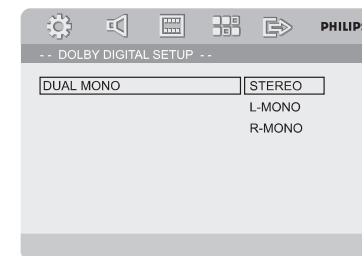 PHILIPS
- - DOLBY DIGITAL SETUP - -
DUAL MONO
STEREO
L-MONO
R-MONO